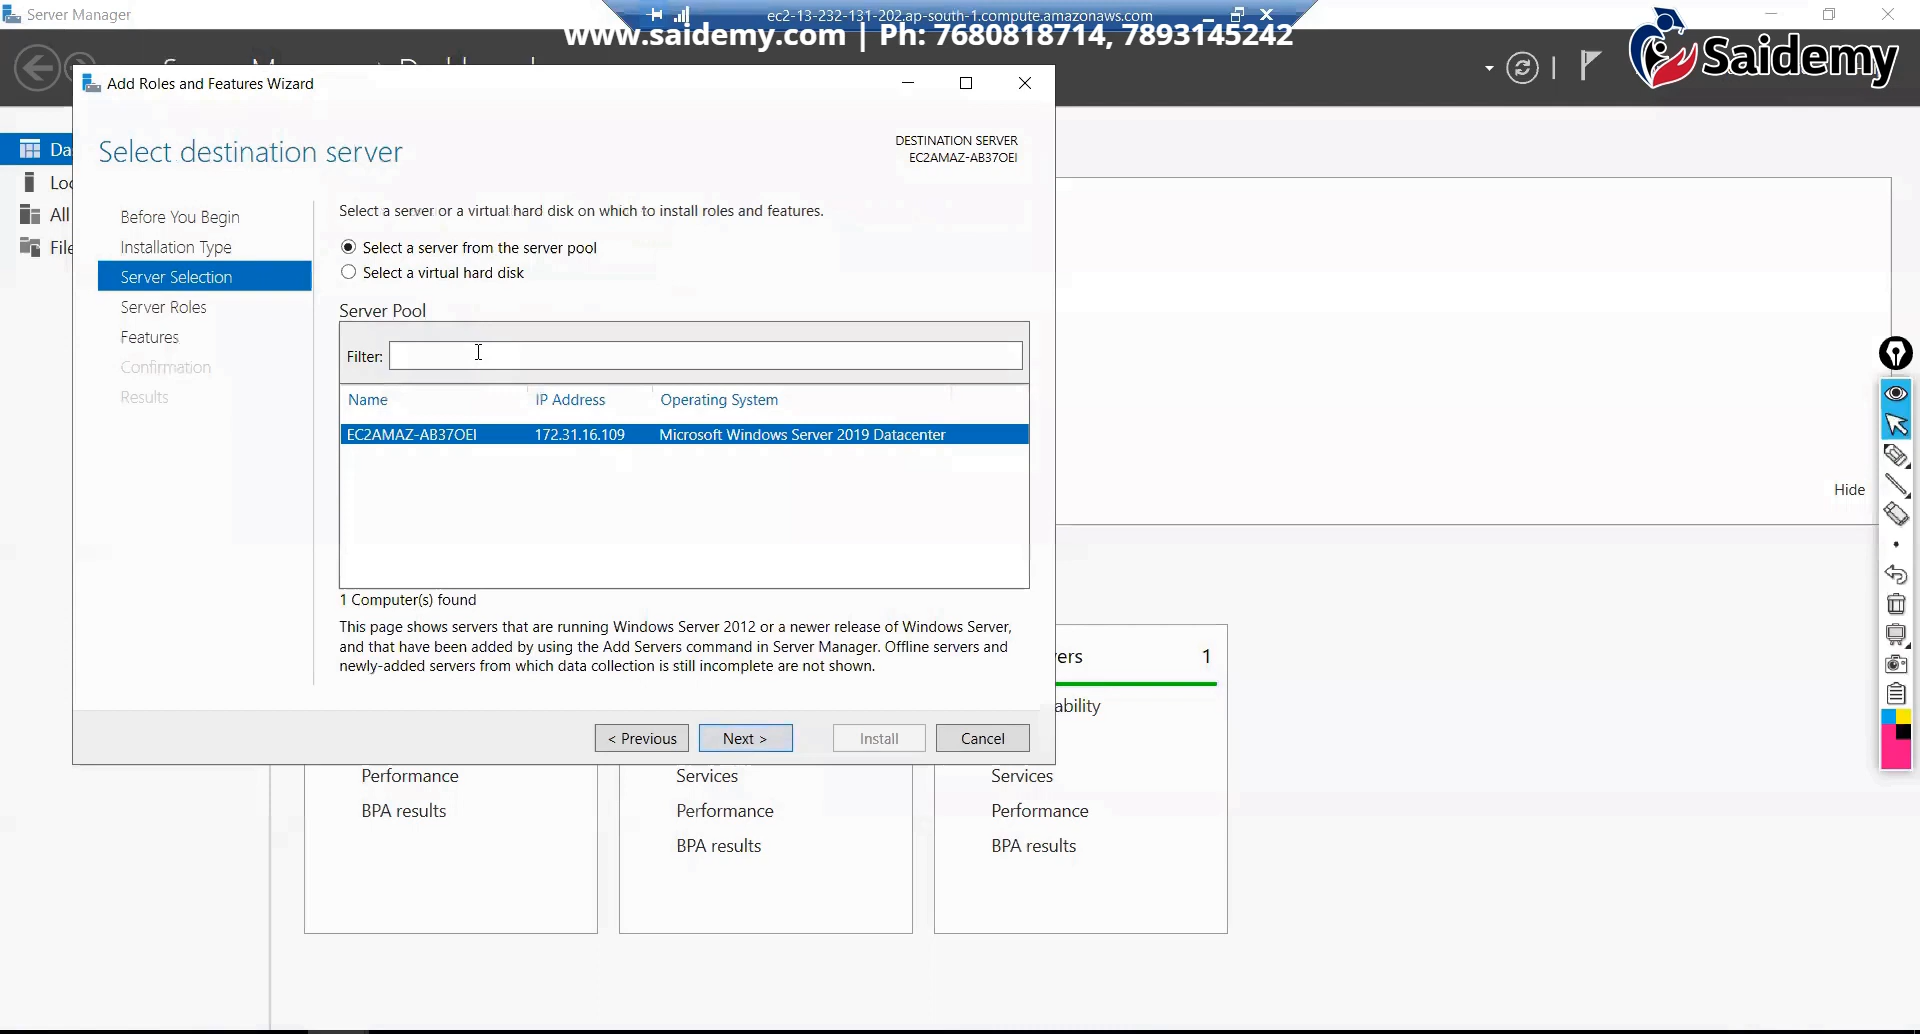 Server Manager
ec2-13-232-131-202.ap-south-1.compute.amazonaws.com
www.saidemy.com | Ph: 7680818714, 7893145242
Saidemy
Add Roles and Features Wizard
Select destination server
DESTINATION SERVER
EC2AMAZ-AB37OEI
Before You Begin
Installation Type
Server Selection
Server Roles
Features
Confirmation
Results
Select a server or a virtual hard disk on which to install roles and features.
Select a server from the server pool
Select a virtual hard disk
Server Pool
Filter:
Name IP Address Operating System
EC2AMAZ-AB37OEI 172.31.16.109 Microsoft Windows Server 2019 Datacenter
1 Computer(s) found
This page shows servers that are running Windows Server 2012 or a newer release of Windows Server,
and that have been added by using the Add Servers command in Server Manager. Offline servers and
newly-added servers from which data collection is still incomplete are not shown.
< Previous Next > Install Cancel
Da
Loc
All
File
Hide
ers 1
ability
Performance
BPA results
Services
Performance
BPA results
Services
Performance
BPA results